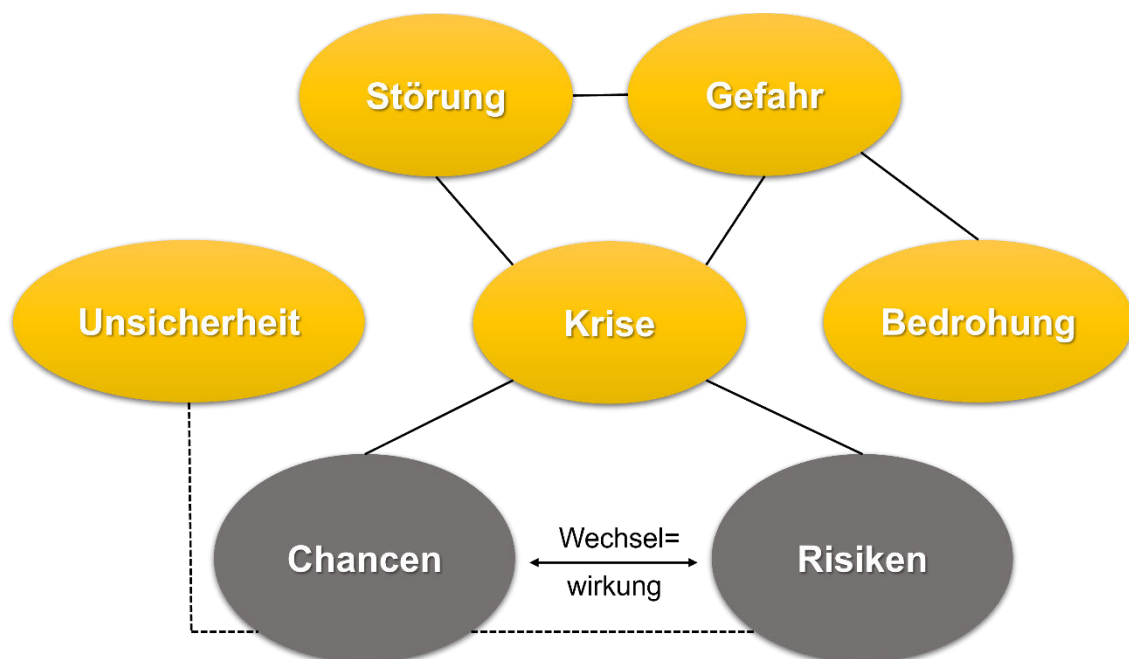 Störung
Gefahr
Unsicherheit
Krise
Bedrohung
Chancen
Wechsel=
wirkung
Risiken